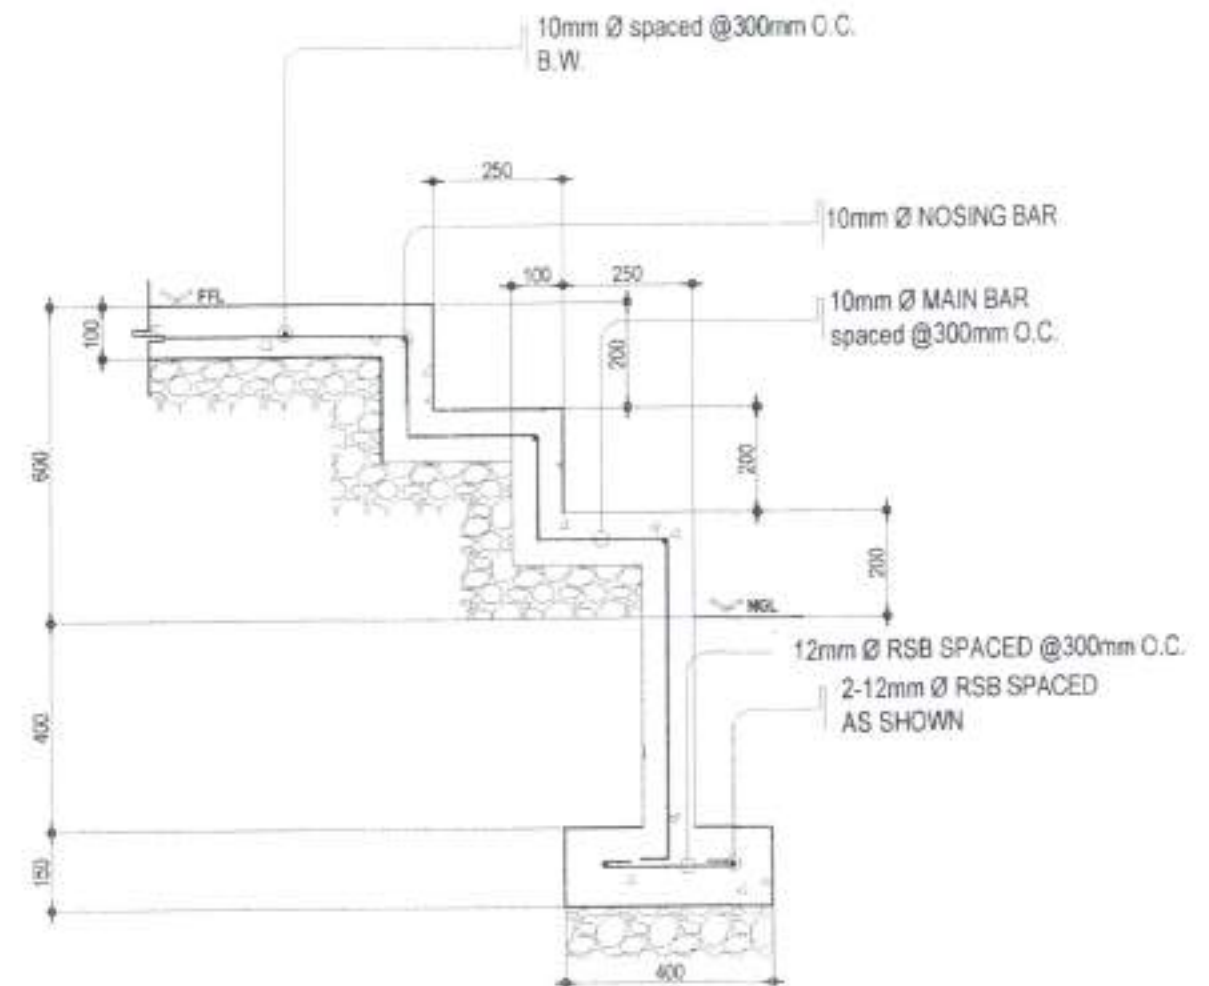 10mm Ø spaced @300mm O.C.
B.W.
250
10mm Ø NOSING BAR
100
250
10mm Ø MAIN BAR
spaced @300mm O.C.
FFL
100
200
200
600
200
NGL
12mm Ø RSB SPACED @300mm O.C.
2-12mm Ø RSB SPACED
AS SHOWN
400
150
400